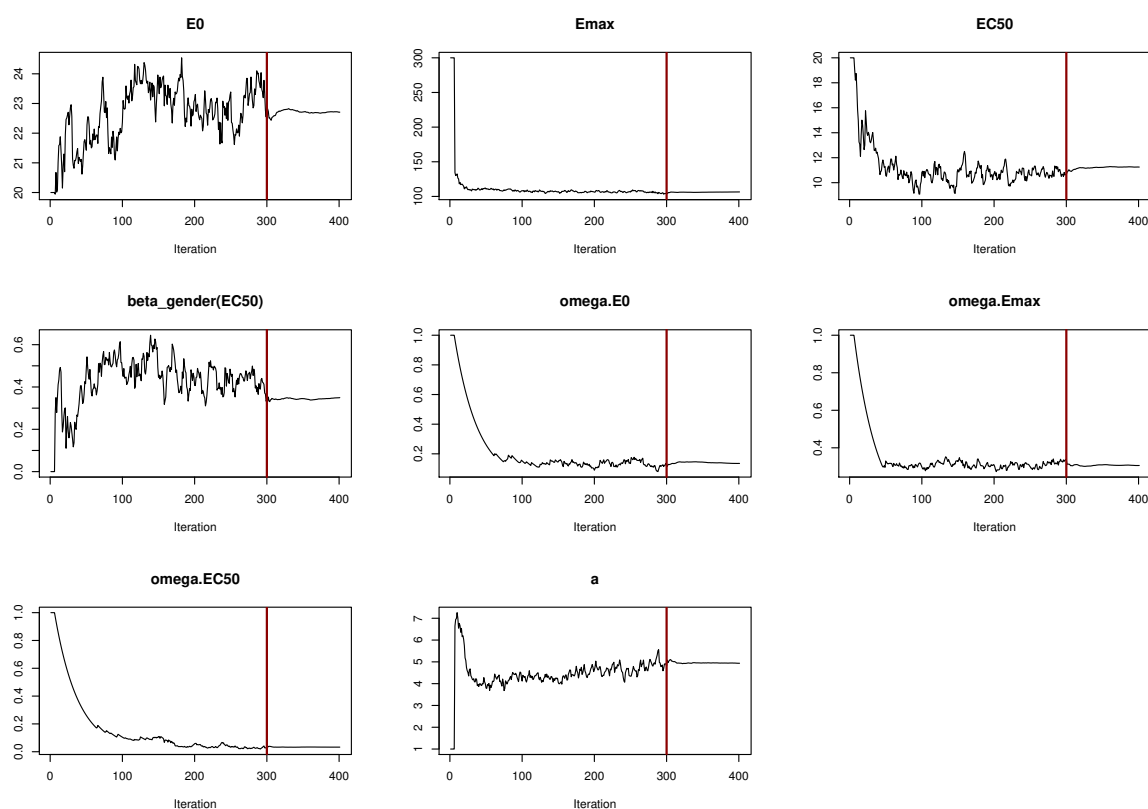 E0 Emax EC50
24 300 20
23 250 18
22 200 16
21 150 14
20 100 12
10
0 100 200 300 400 0 100 200 300 400 0 100 200 300 400
Iteration Iteration Iteration
beta_gender(EC50) omega.E0 omega.Emax
0.6 1.0 1.0
0.4 0.8 0.8
0.2 0.6 0.6
0.0 0.4 0.4
0.2
0 100 200 300 400 0 100 200 300 400 0 100 200 300 400
Iteration Iteration Iteration
omega.EC50 a
1.0 7
0.8 6
0.6 5
0.4 4
0.2 3
0.0 2
1
0 100 200 300 400 0 100 200 300 400
Iteration Iteration